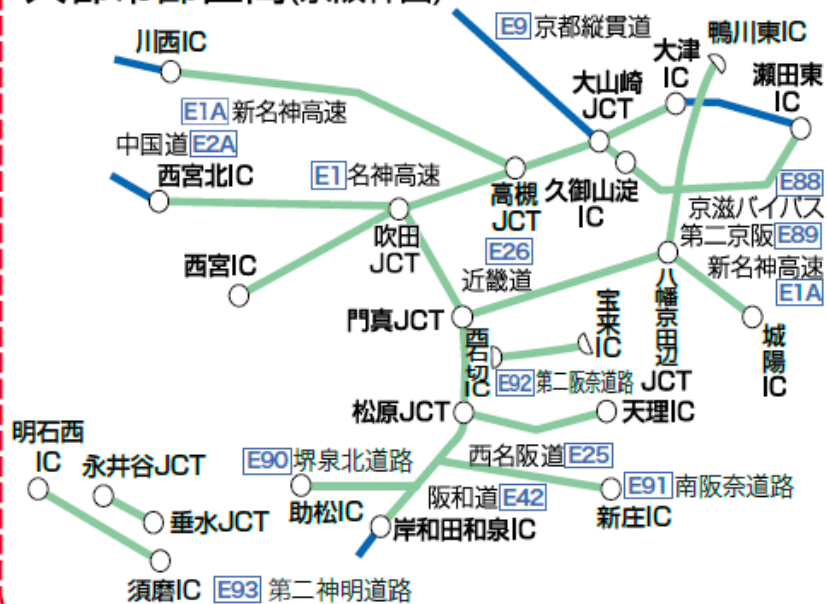 (京阪神圏)
川西IC
E9 京都縦貫道
鴨川東IC
大津
IC
瀬田東
IC
大山崎
JCT
E1A 新名神高速
中国道 E2A
西宮北IC
E1 名神高速
高槻
JCT
久御山淀
IC
E88
京滋バイパス
吹田
JCT
第二京阪 E89
E26
近畿道
新名神高速
E1A
西宮IC
門真JCT
八幡京田辺
JCT
宝来
IC
城陽
IC
西石切
IC
E92 第二阪奈道路
松原JCT
天理IC
明石西
IC
永井谷JCT
E90 堺泉北道路
西名阪道 E25
助松IC
阪和道 E42
E91 南阪奈道路
新庄IC
垂水JCT
岸和田和泉IC
須磨IC
E93 第二神明道路